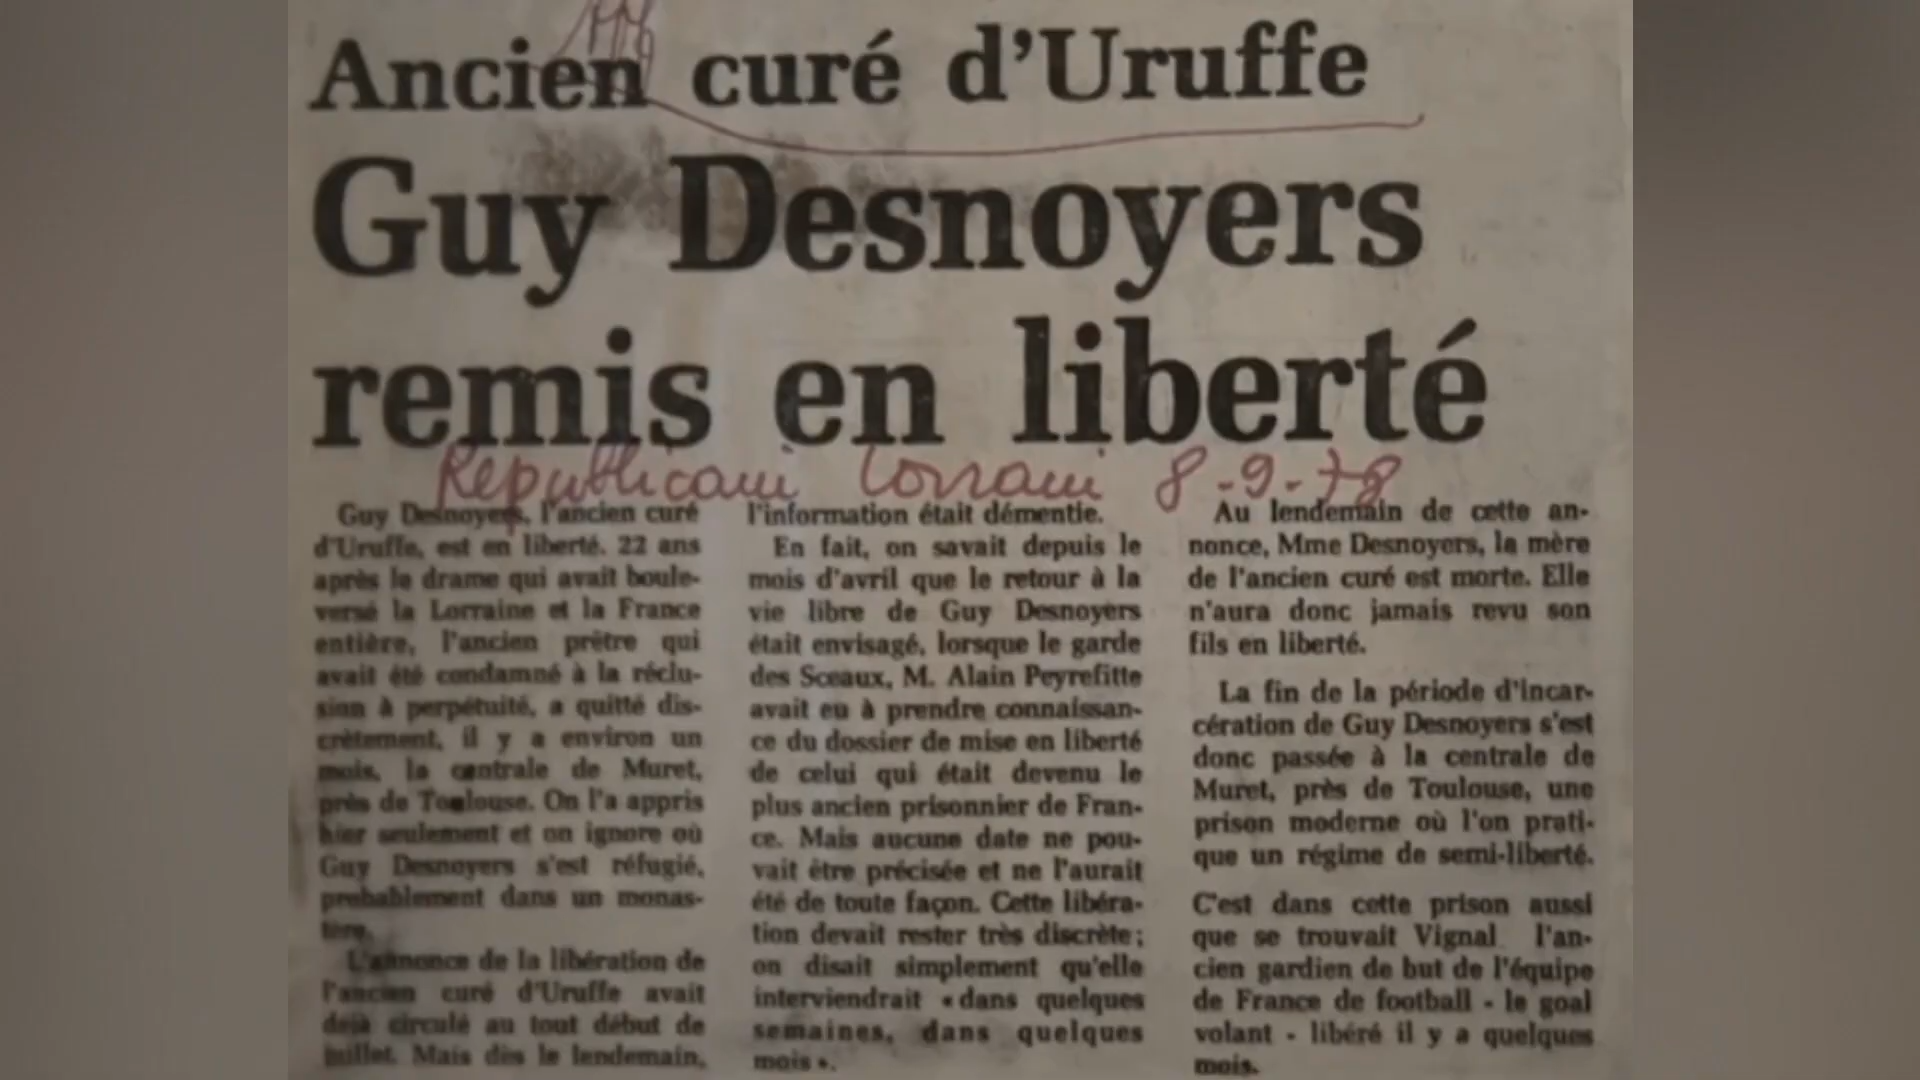 Ancien curé d'Uruffe
Guy Desnoyers
remis en liberté
Républicain Lorrain 8-9-78
Guy Desnoyers, l'ancien curé
d'Uruffe, est en liberté. 22 ans
après le drame qui avait boule-
versé la Lorraine et la France
entière, l'ancien prêtre qui
avait été condamné à la réclu-
sion à perpétuité, a quitté dis-
crètement, il y a environ un
mois, la centrale de Muret,
près de Toulouse. On l'a appris
hier seulement et on ignore où
Guy Desnoyers s'est réfugié,
probablement dans un monas-
tère.
L'annonce de la libération de
l'ancien curé d'Uruffe avait
déjà circulé au tout début de
juillet. Mais dès le lendemain,
l'information était démentie.
En fait, on savait depuis le
mois d'avril que le retour à la
vie libre de Guy Desnoyers
était envisagé, lorsque le garde
des Sceaux, M. Alain Peyrefitte
avait eu à prendre connaissan-
ce du dossier de mise en liberté
de celui qui était devenu le
plus ancien prisonnier de Fran-
ce. Mais aucune date ne pou-
vait être précisée et ne l'aurait
été de toute façon. Cette libéra-
tion devait rester très discrète;
on disait simplement qu'elle
interviendrait «dans quelques
semaines, dans quelques
mois».
Au lendemain de cette an-
nonce, Mme Desnoyers, la mère
de l'ancien curé est morte. Elle
n'aura donc jamais revu son
fils en liberté.
La fin de la période d'incar-
cération de Guy Desnoyers s'est
donc passée à la centrale de
Muret, près de Toulouse, une
prison moderne où l'on prati-
que un régime de semi-liberté.
C'est dans cette prison aussi
que se trouvait Vignal l'an-
cien gardien de but de l'équipe
de France de football - le goal
volant - libéré il y a quelques
mois.